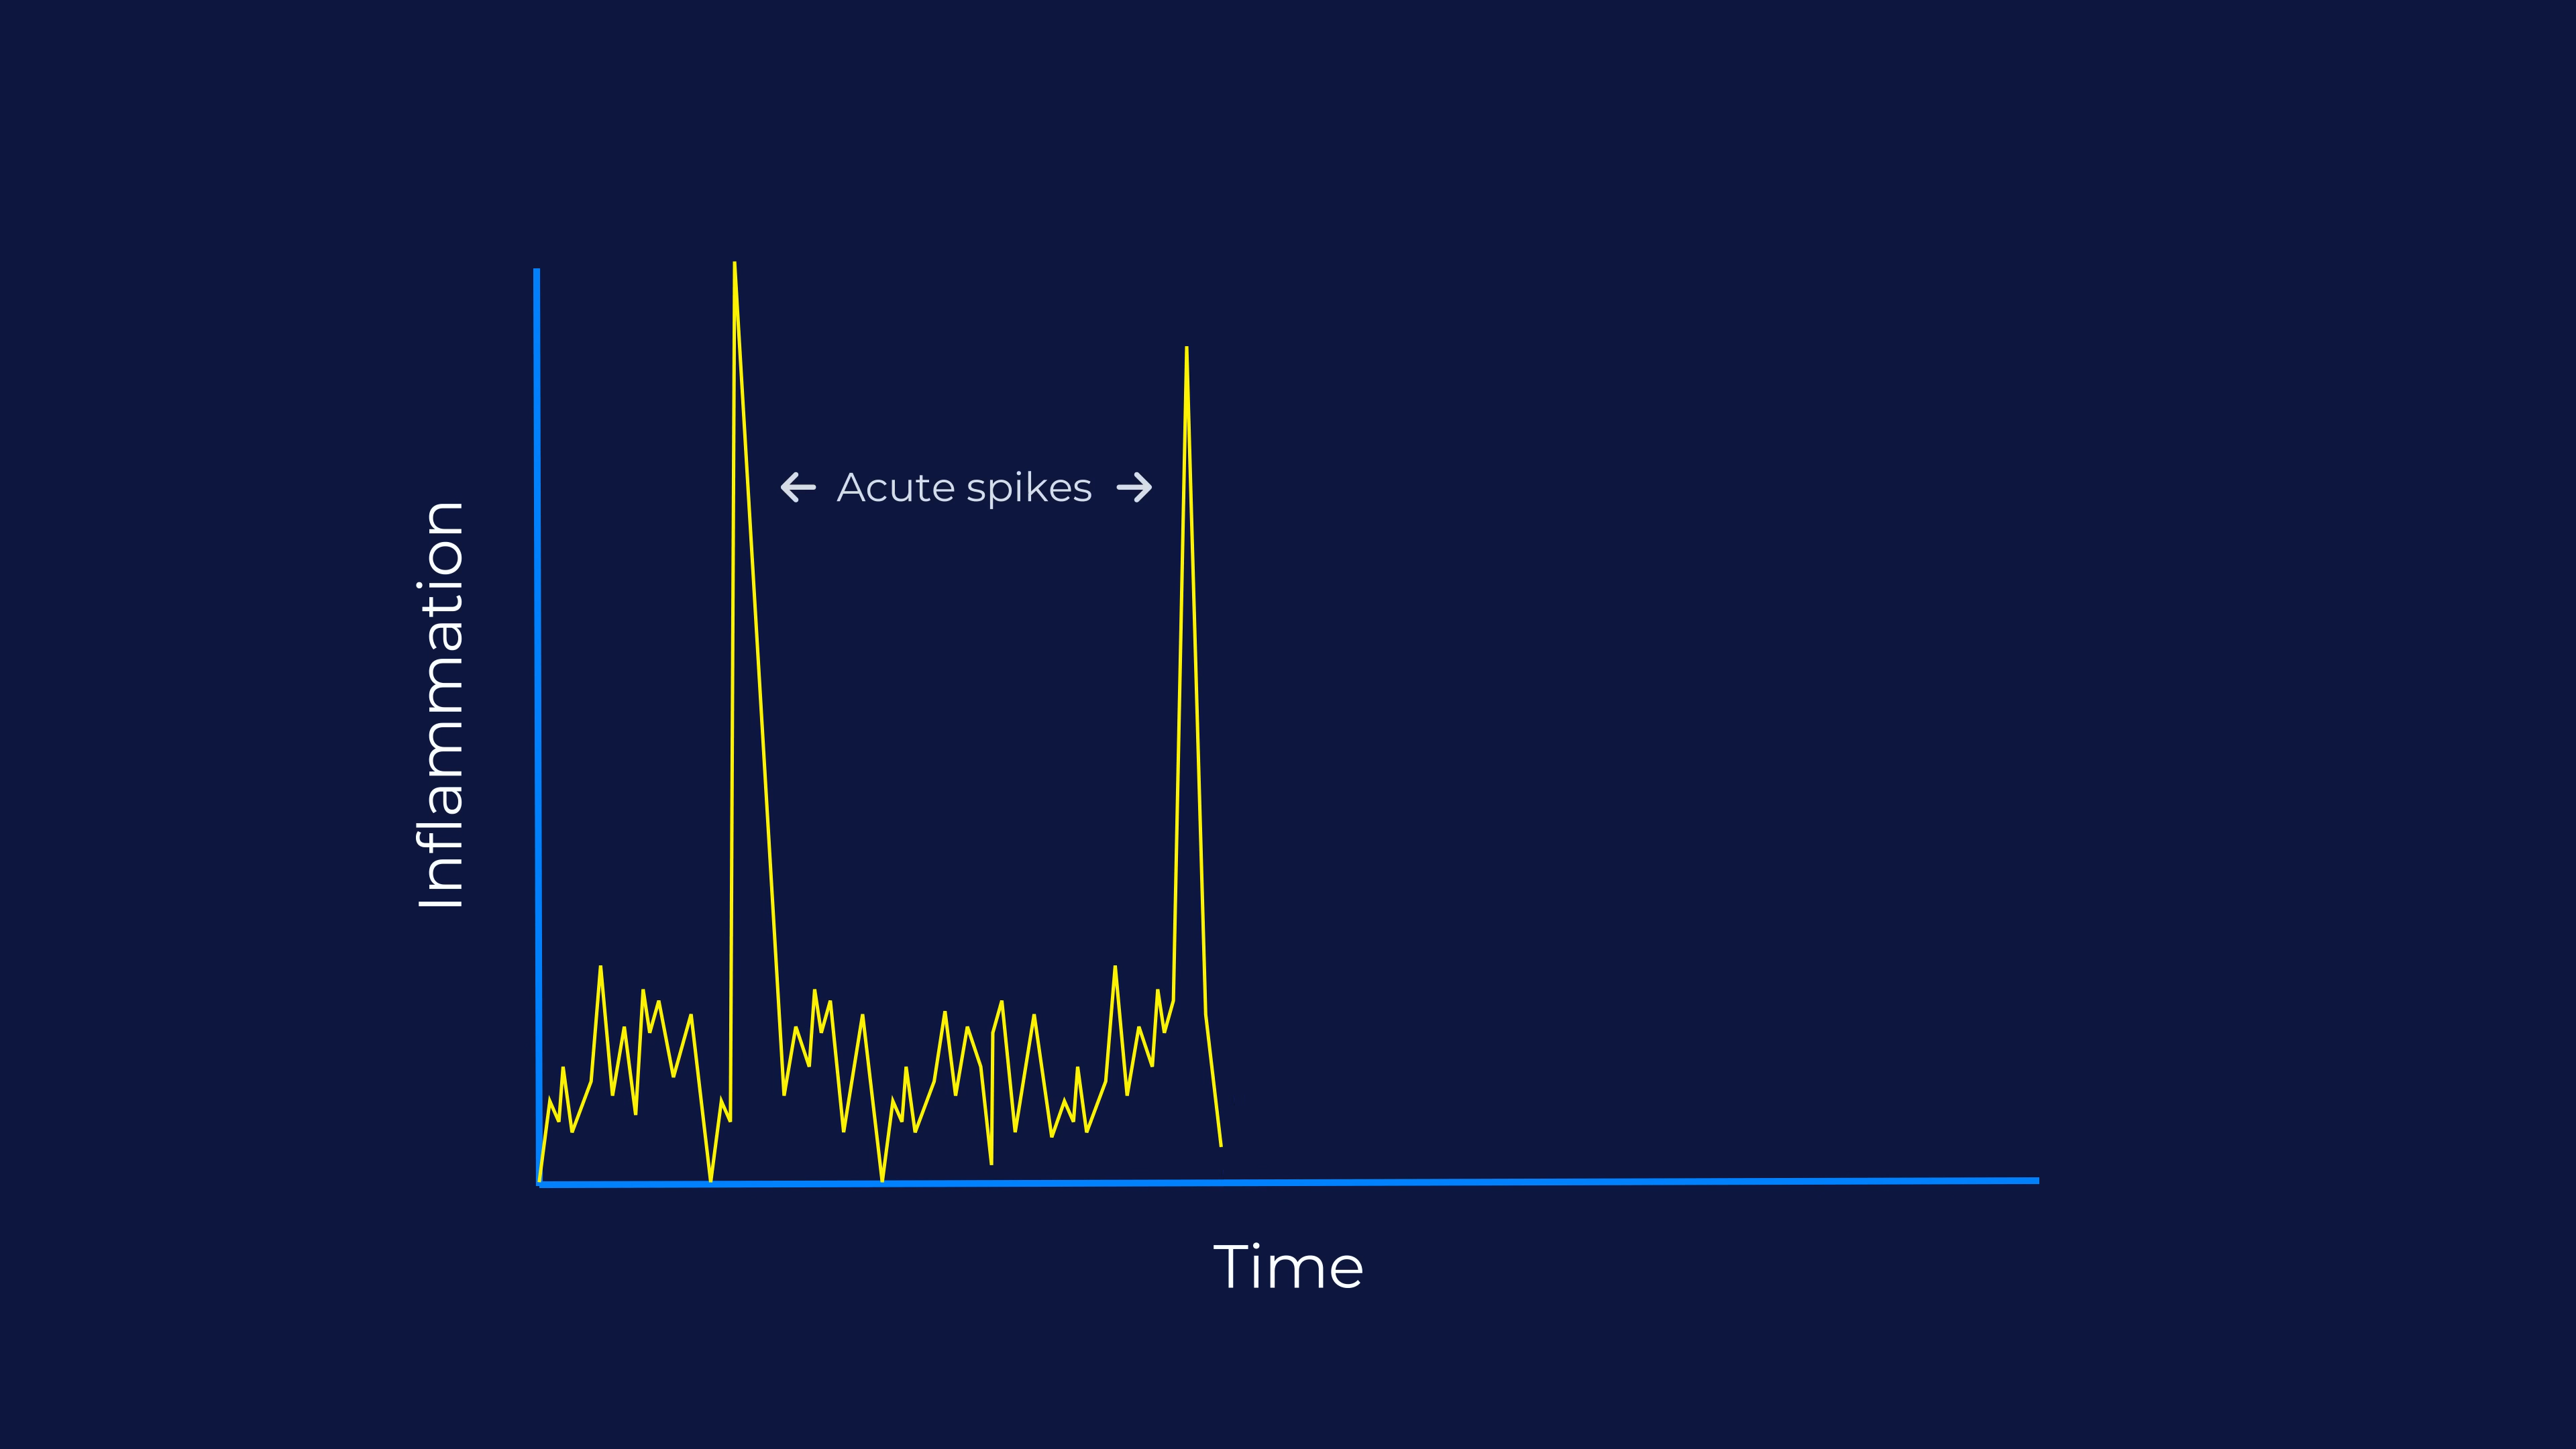 Inflammation
← Acute spikes →
Time